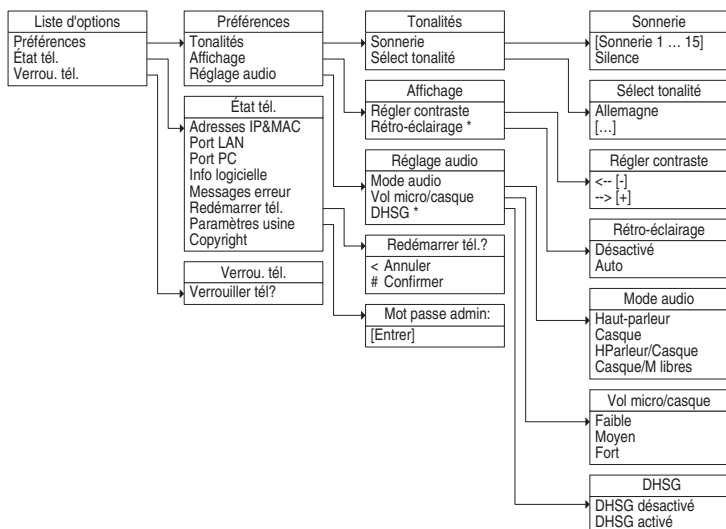 Liste d'options
Préférences
État tél.
Verrou. tél.
Préférences
Tonalités
Affichage
Réglage audio
État tél.
Adresses IP&MAC
Port LAN
Port PC
Info logicielle
Messages erreur
Redémarrer tél.
Paramètres usine
Copyright
Verrou. tél.
Verrouiller tél?
Tonalités
Sonnerie
Sélect tonalité
Affichage
Régler contraste
Rétro-éclairage *
Réglage audio
Mode audio
Vol micro/casque
DHSG *
Redémarrer tél.?
< Annuler
# Confirmer
Mot passe admin:
[Entrer]
Sonnerie
[Sonnerie 1 ... 15]
Silence
Sélect tonalité
Allemagne
[...]
Régler contraste
<-- [-]
--> [+]
Rétro-éclairage
Désactivé
Auto
Mode audio
Haut-parleur
Casque
HParleur/Casque
Casque/M libres
Vol micro/casque
Faible
Moyen
Fort
DHSG
DHSG désactivé
DHSG activé